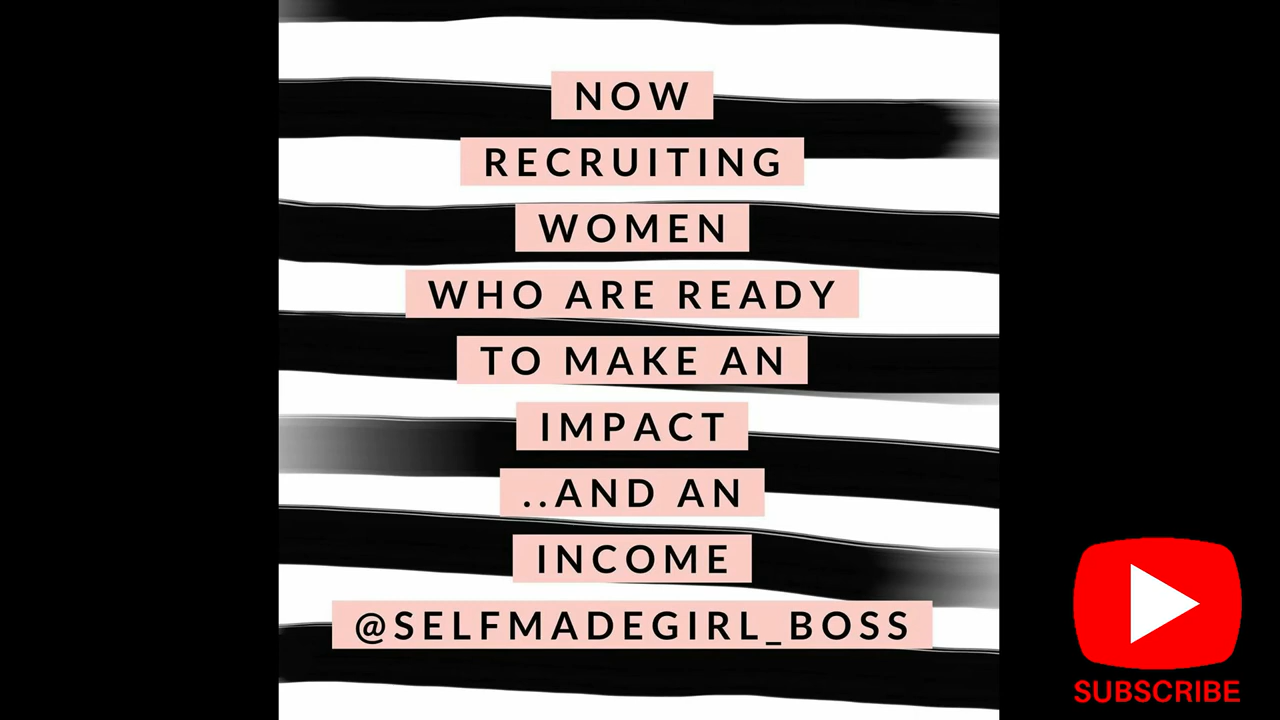 NOW
RECRUITING
WOMEN
WHO ARE READY
TO MAKE AN
IMPACT
..AND AN
INCOME
@SELFMADEGIRL_BOSS
SUBSCRIBE